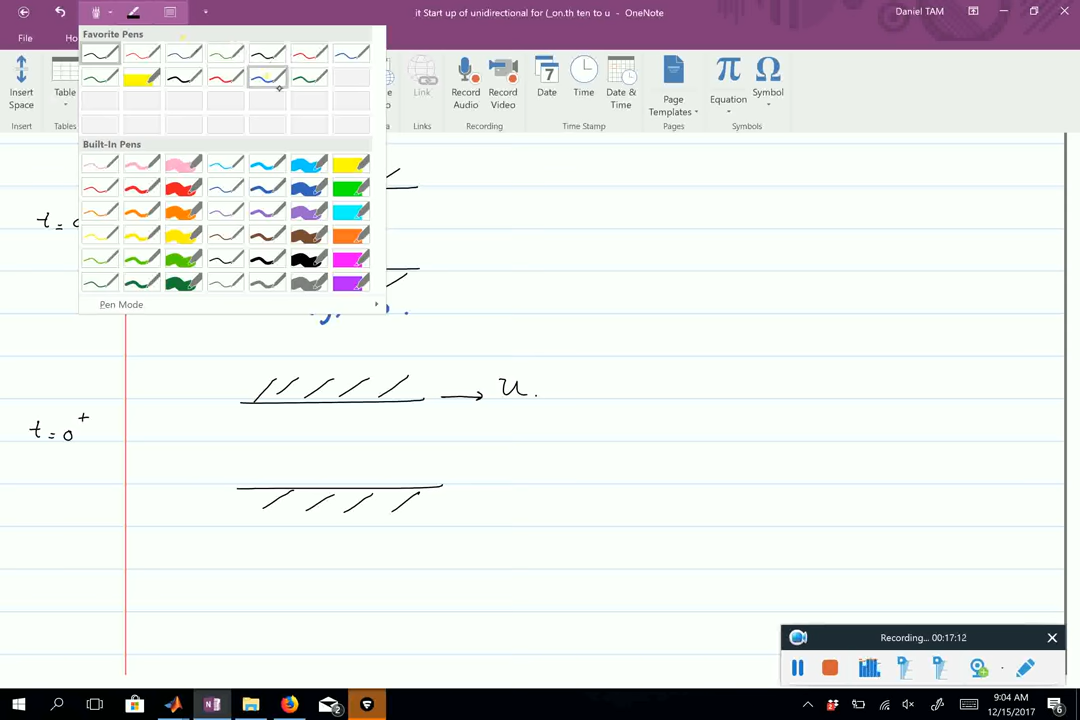 it Start up of unidirectional for (_on.th ten to u - OneNote
Daniel TAM
File
Ho
Favorite Pens
Insert Space
Table
Link
Record Audio
Record Video
Date
Time
Date & Time
Page Templates
Equation
Symbol
Insert
Tables
Links
Recording
Time Stamp
Pages
Symbols
Built-In Pens
Pen Mode
t =
u.
t = 0+
Recording... 00:17:12
9:04 AM
12/15/2017